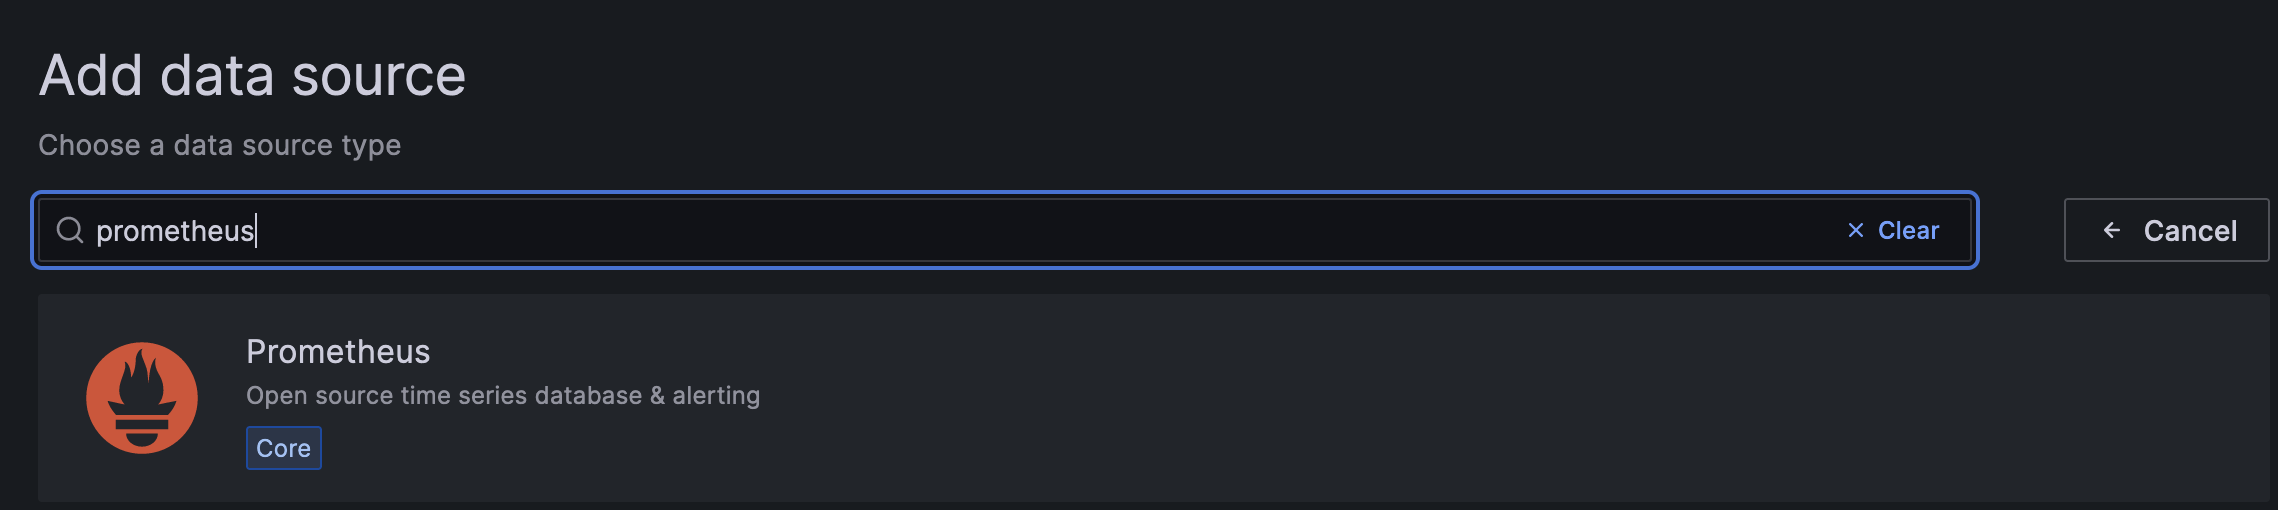 Add data source
Choose a data source type
prometheus
Clear
Cancel
Prometheus
Open source time series database & alerting
Core